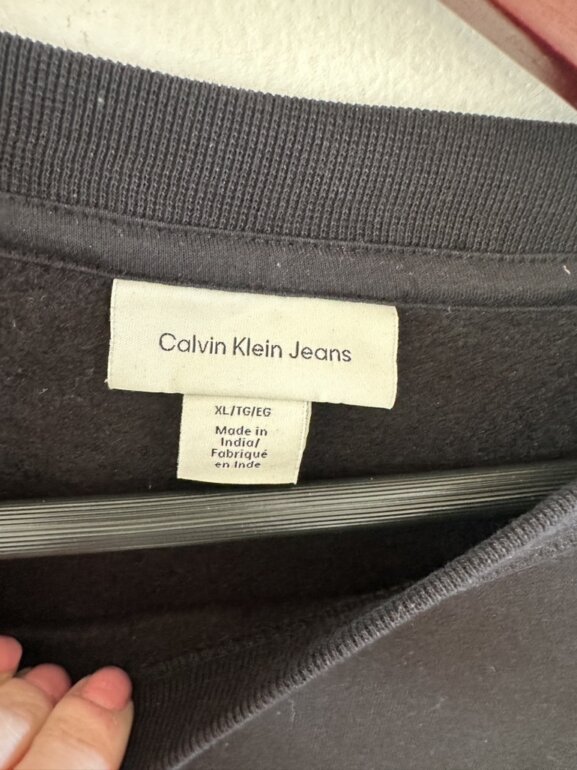 Calvin Klein Jeans
XL/TG/EG
Made in
India/
Fabriqué
en Inde